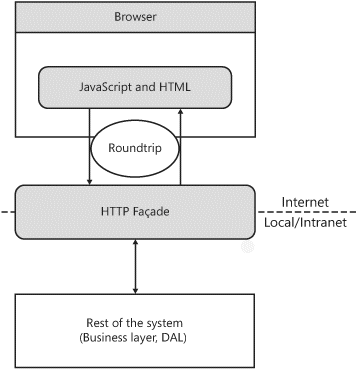 Browser
JavaScript and HTML
Roundtrip
HTTP Façade
Internet
Local/Intranet
Rest of the system
(Business layer, DAL)